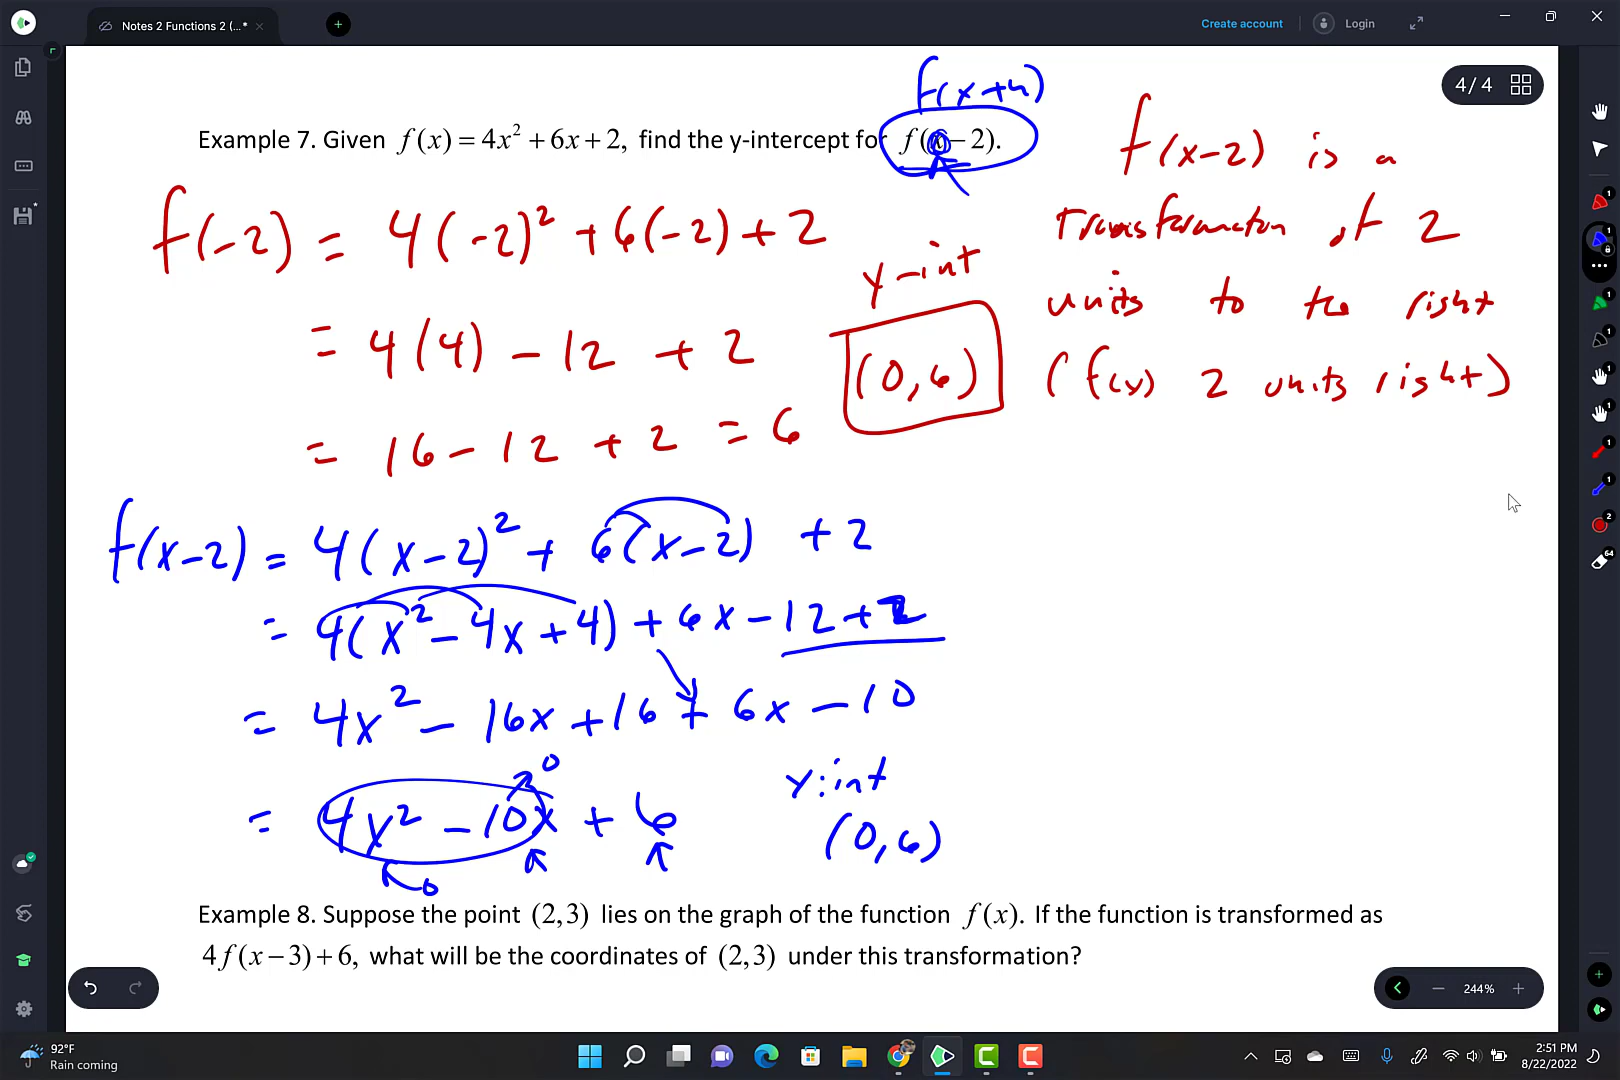 Notes 2 Functions 2 (...*
Create account
Login
4/4
f(x+4)
Example 7. Given f(x) = 4x² + 6x + 2, find the y-intercept for f(x − 2).
f(-2) = 4(-2)² + 6(-2) + 2
= 4(4) - 12 + 2
= 16 - 12 + 2 = 6
y-int
(0,6)
f(x-2) is a
transformation of 2
units to the right
(f(x) 2 units right)
f(x-2) = 4(x-2)² + 6(x-2) + 2
= 4(x² - 4x + 4) + 6x - 12 + 2
= 4x² - 16x + 16 + 6x - 10
= 4x² - 10x + 6
0
0
y:int
(0,6)
Example 8. Suppose the point (2,3) lies on the graph of the function f(x). If the function is transformed as
4f(x−3)+6, what will be the coordinates of (2,3) under this transformation?
244%
92°F
Rain coming
2:51 PM
8/22/2022